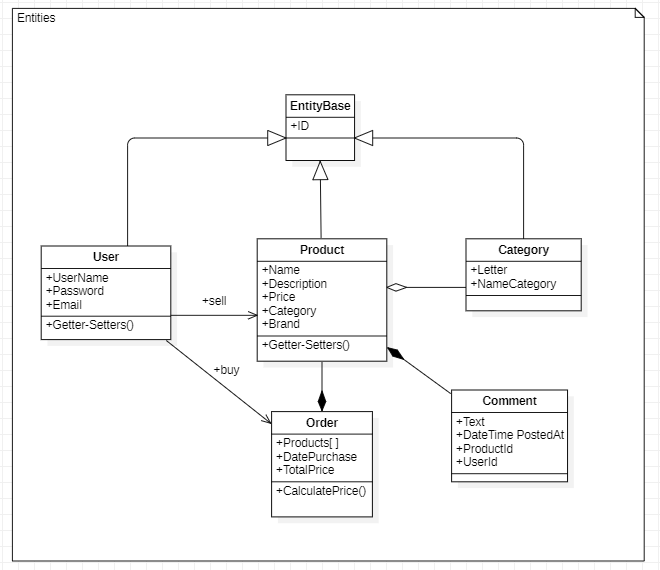 Entities
EntityBase
+ID
User
+UserName
+Password
+Email
+Getter-Setters()
+sell
+buy
Product
+Name
+Description
+Price
+Category
+Brand
+Getter-Setters()
Category
+Letter
+NameCategory
Order
+Products[ ]
+DatePurchase
+TotalPrice
+CalculatePrice()
Comment
+Text
+DateTime PostedAt
+ProductId
+UserId